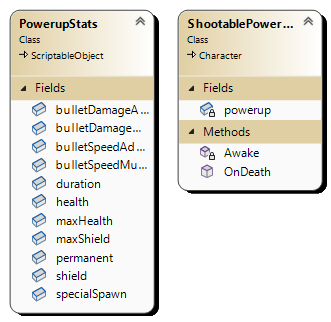 PowerupStats
Class
ScriptableObject
Fields
bulletDamageA...
bulletDamage...
bulletSpeedAd...
bulletSpeedMu...
duration
health
maxHealth
maxShield
permanent
shield
specialSpawn
ShootablePower...
Class
Character
Fields
powerup
Methods
Awake
OnDeath